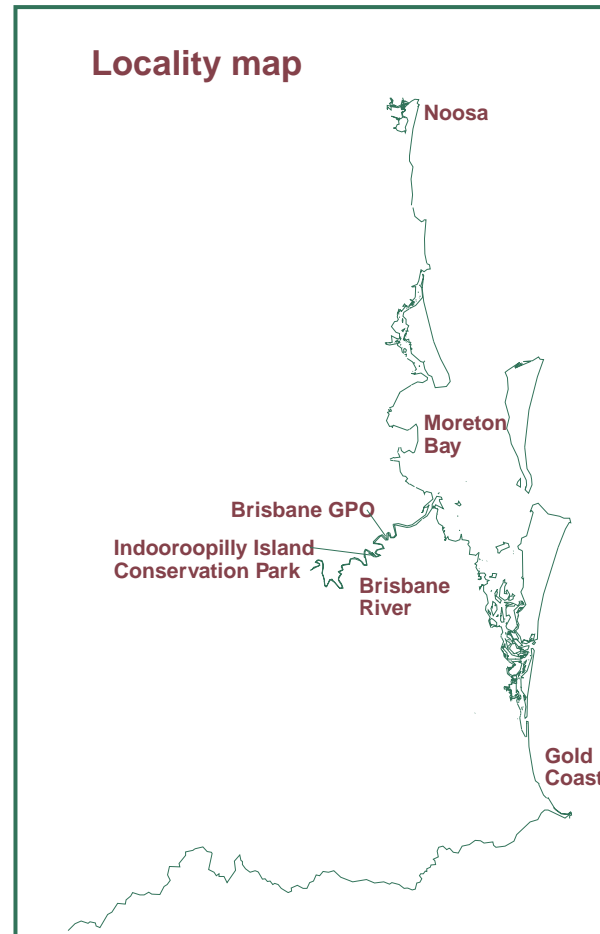 Locality map
Noosa
Moreton
Bay
Brisbane GPO
Indooroopilly Island
Conservation Park
Brisbane
River
Gold
Coast